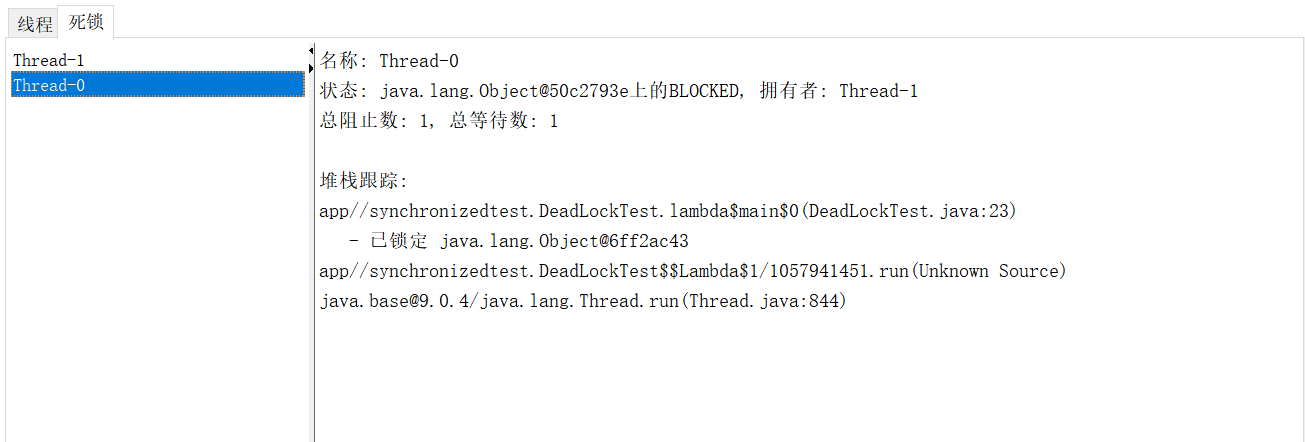 线程 死锁
Thread-1
Thread-0
名称: Thread-0
状态: java.lang.Object@50c2793e上的BLOCKED, 拥有者: Thread-1
总阻止数: 1, 总等待数: 1
堆栈跟踪:
app//synchronizedtest.DeadLockTest.lambda$main$0(DeadLockTest.java:23)
- 已锁定 java.lang.Object@6ff2ac43
app//synchronizedtest.DeadLockTest$$Lambda$1/1057941451.run(Unknown Source)
java.base@9.0.4/java.lang.Thread.run(Thread.java:844)